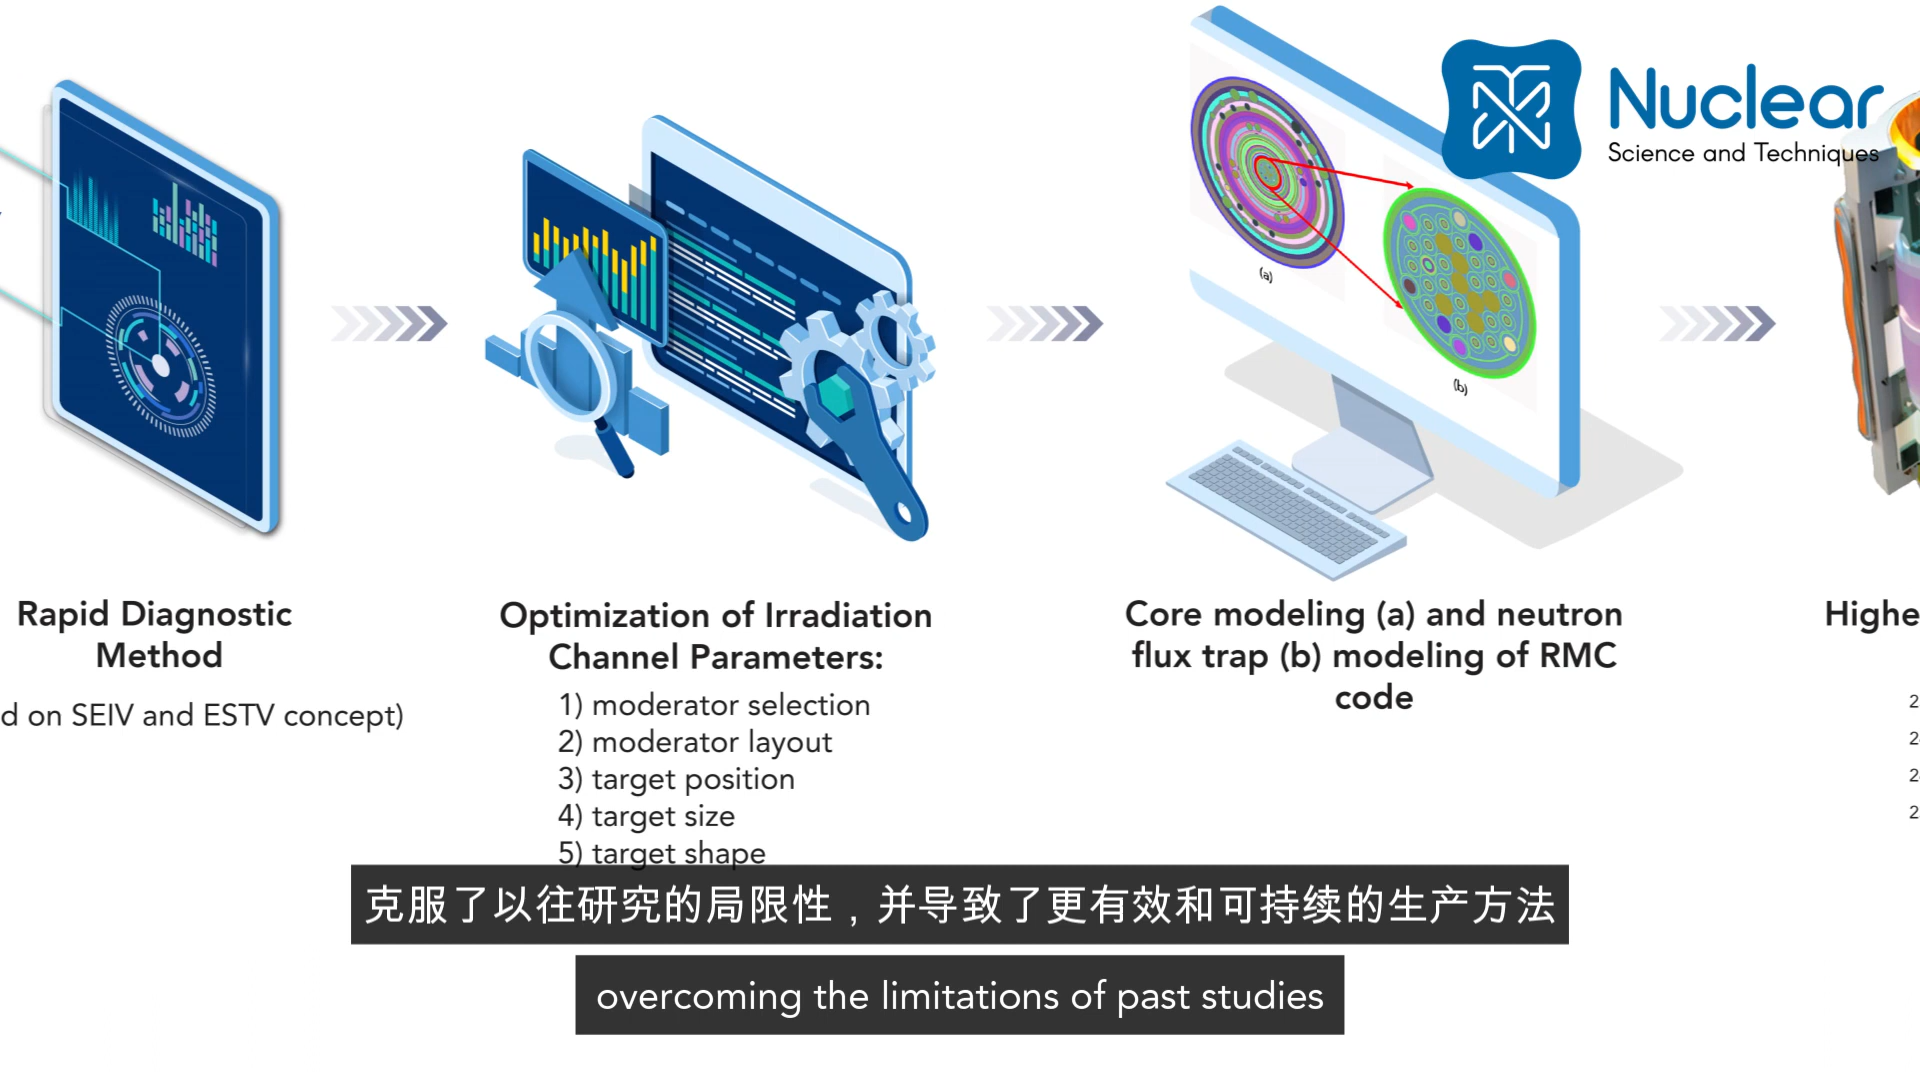 Nuclear
Science and Techniques
(a)
(b)
Rapid Diagnostic
Method
d on SEIV and ESTV concept)
Optimization of Irradiation
Channel Parameters:
1) moderator selection
2) moderator layout
3) target position
4) target size
5) target shape
Core modeling (a) and neutron
flux trap (b) modeling of RMC
code
Highe
克服了以往研究的局限性，并导致了更有效和可持续的生产方法
overcoming the limitations of past studies